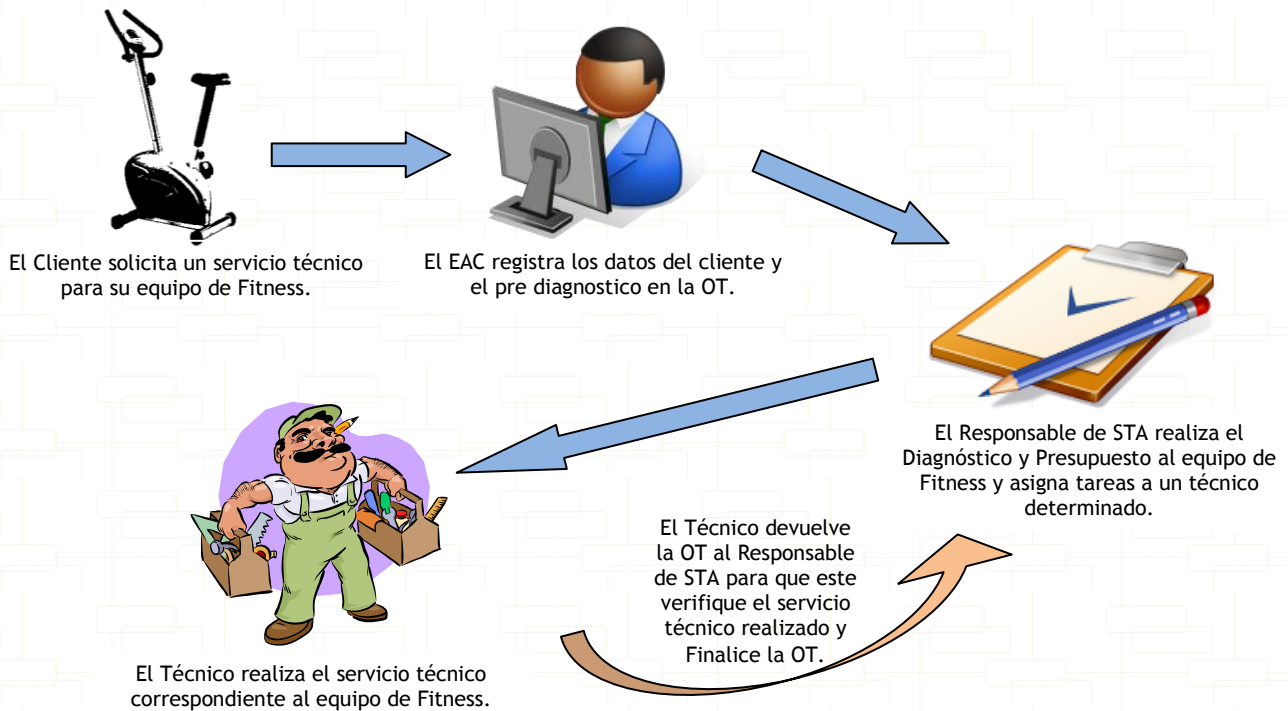 El Cliente solicita un servicio técnico
para su equipo de Fitness.
El EAC registra los datos del cliente y
el pre diagnostico en la OT.
El Responsable de STA realiza el
Diagnóstico y Presupuesto al equipo de
Fitness y asigna tareas a un técnico
determinado.
El Técnico realiza el servicio técnico
correspondiente al equipo de Fitness.
El Técnico devuelve
la OT al Responsable
de STA para que este
verifique el servicio
técnico realizado y
Finalice la OT.